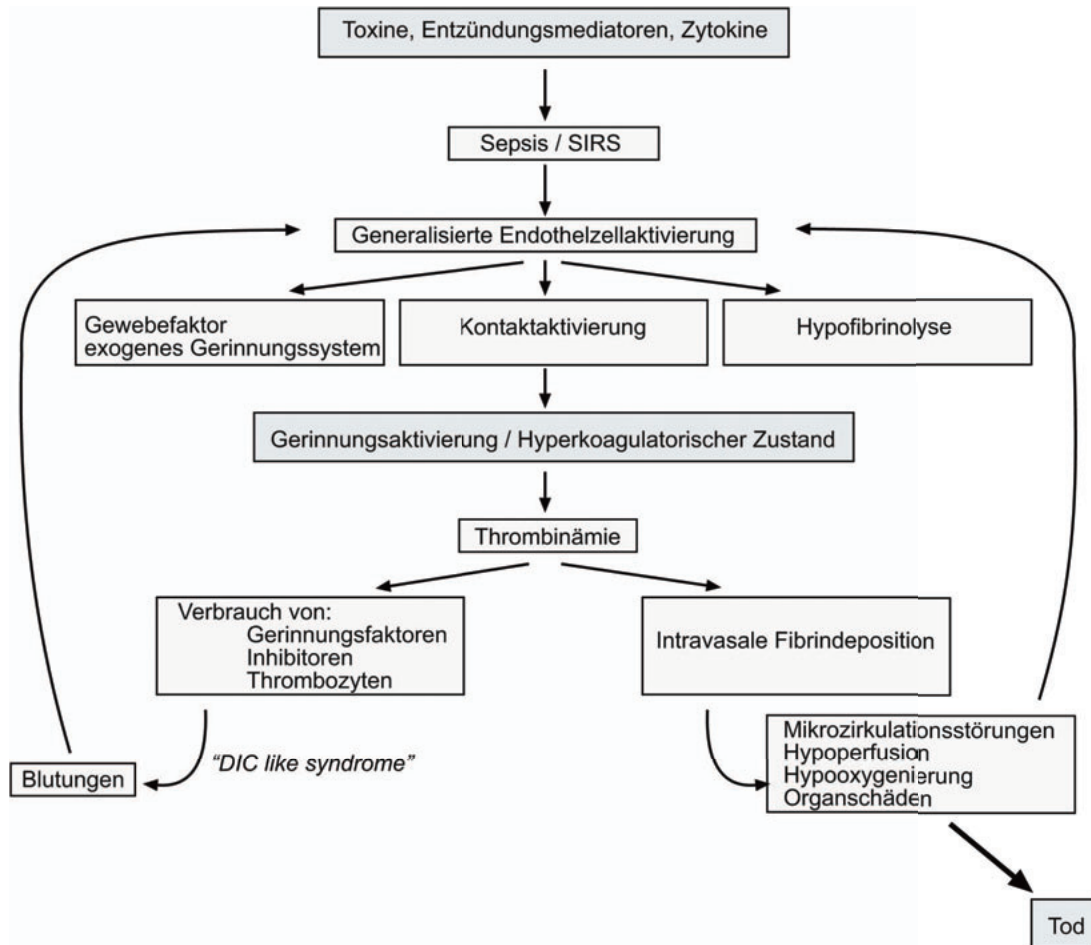 Toxine, Entzündungsmediatoren, Zytokine
Sepsis / SIRS
Generalisierte Endothelzellaktivierung
Gewebefaktor
exogenes Gerinnungssystem
Kontaktaktivierung
Hypofibrinolyse
Gerinnungsaktivierung / Hyperkoagulatorischer Zustand
Thrombinämie
Verbrauch von:
Gerinnungsfaktoren
Inhibitoren
Thrombozyten
Intravasale Fibrindeposition
"DIC like syndrome"
Blutungen
Mikrozirkulationsstörungen
Hypoperfusion
Hypooxygenierung
Organschäden
Tod